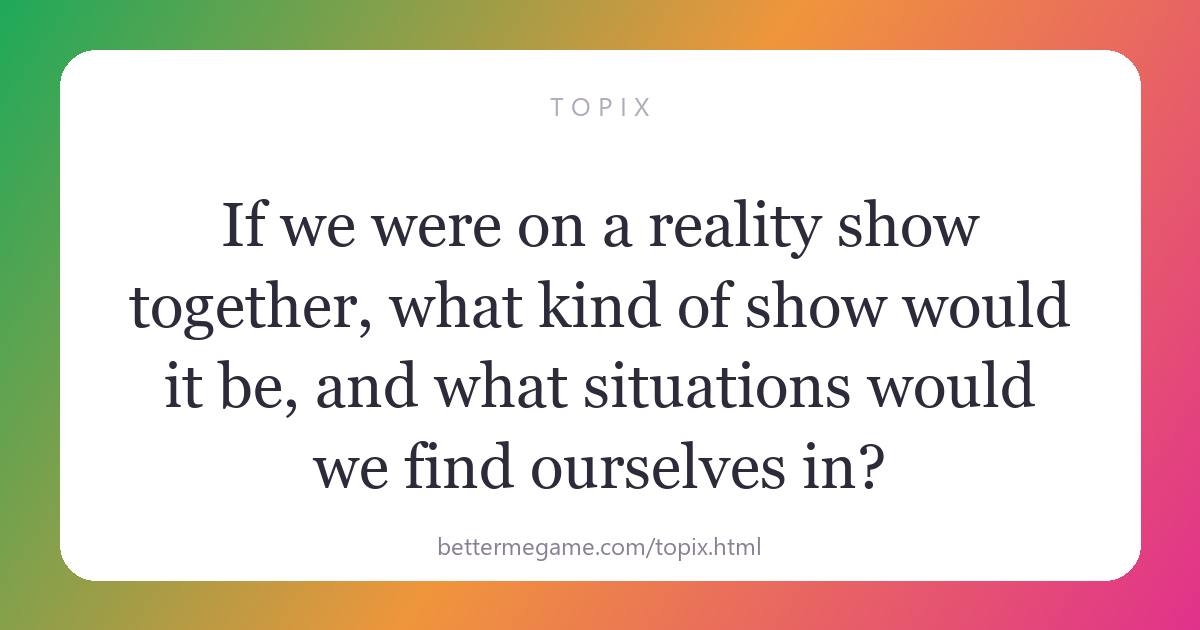 TOPIX
If we were on a reality show
together, what kind of show would
it be, and what situations would
we find ourselves in?
bettermegame.com/topix.html